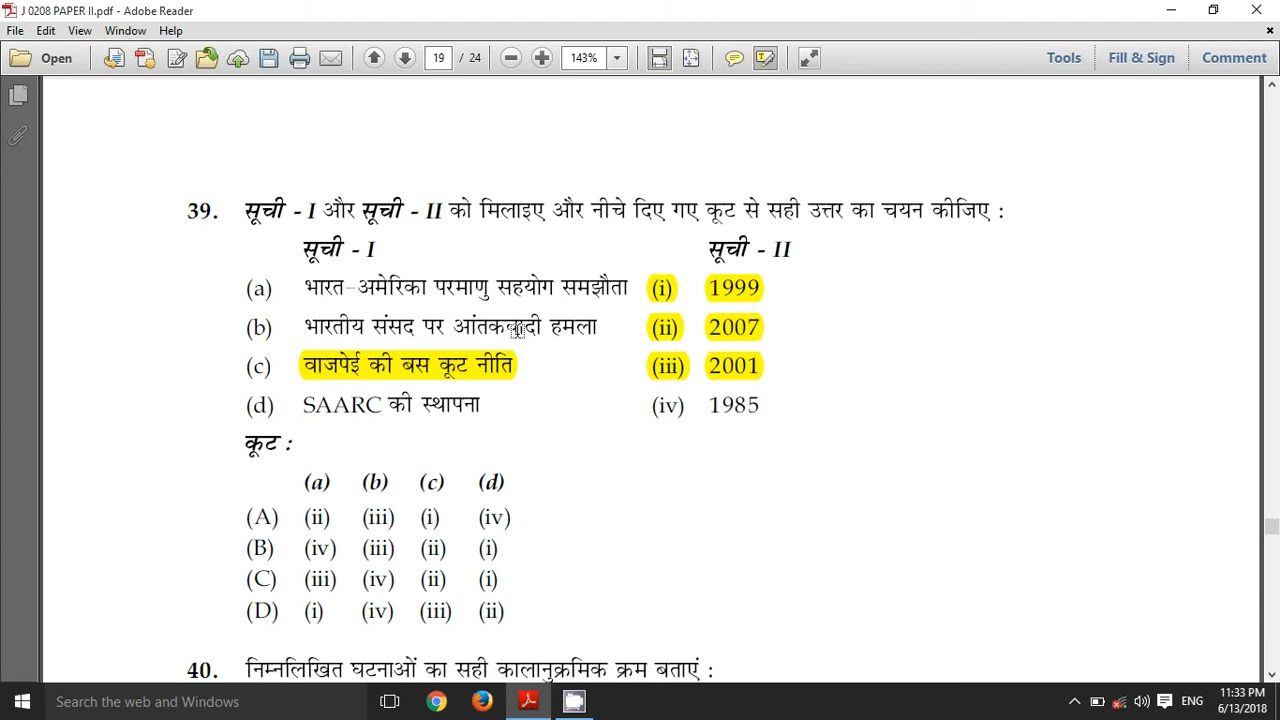 J 0208 PAPER II.pdf - Adobe Reader
File Edit View Window Help
Open 19 / 24 143% Tools Fill & Sign Comment
39. सूची - I और सूची - II को मिलाइए और नीचे दिए गए कूट से सही उत्तर का चयन कीजिए :
सूची - I सूची - II
(a) भारत-अमेरिका परमाणु सहयोग समझौता (i) 1999
(b) भारतीय संसद पर आंतकवादी हमला (ii) 2007
(c) वाजपेई की बस कूट नीति (iii) 2001
(d) SAARC की स्थापना (iv) 1985
कूट :
(a) (b) (c) (d)
(A) (ii) (iii) (i) (iv)
(B) (iv) (iii) (ii) (i)
(C) (iii) (iv) (ii) (i)
(D) (i) (iv) (iii) (ii)
40. निम्नलिखित घटनाओं का सही कालानुक्रमिक क्रम बताएं :
Search the web and Windows ENG 11:33 PM
6/13/2018